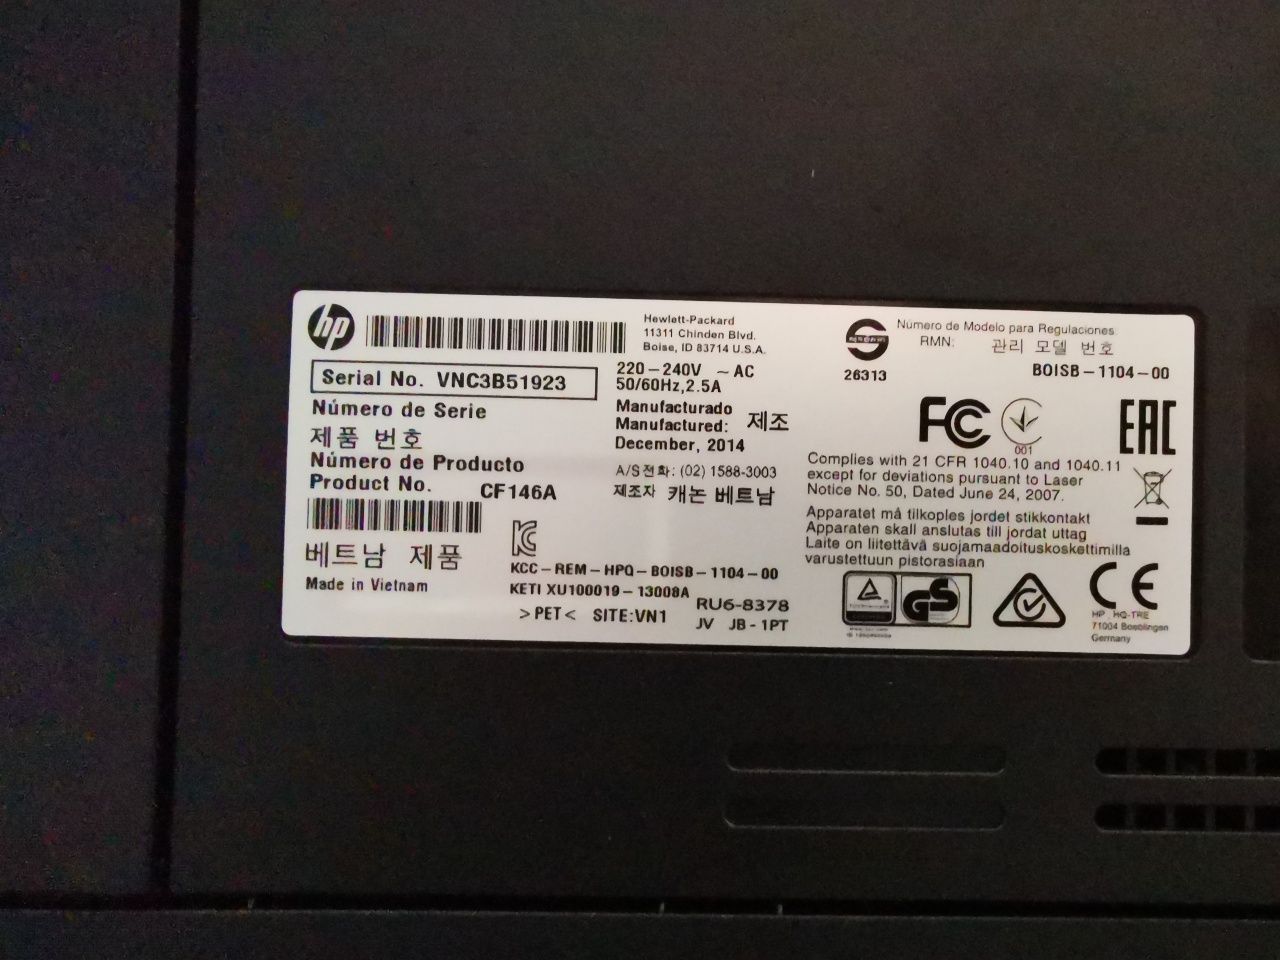 hp
Hewlett-Packard
11311 Chinden Blvd.
Boise, ID 83714 U.S.A.
Serial No. VNC3B51923
Número de Serie
제품 번호
Número de Producto
Product No. CF146A
베트남 제품
Made in Vietnam
220-240V ~ AC
50/60Hz,2.5A
Manufacturado
Manufactured: 제조
December, 2014
A/S전화: (02) 1588-3003
제조자 캐논 베트남
KCC-REM-HPQ-BOISB-1104-00
KETI XU100019-13008A
>PET< SITE:VN1
RU6-8378
JV JB-1PT
26313
Número de Modelo para Regulaciones
RMN: 관리 모델 번호
BOISB-1104-00
FC
001
EAC
Complies with 21 CFR 1040.10 and 1040.11
except for deviations pursuant to Laser
Notice No. 50, Dated June 24, 2007.
Apparatet må tilkoples jordet stikkontakt
Apparaten skall anslutas till jordat uttag
Laite on liitettävä suojamaadoituskoskettimilla
varustettuun pistorasiaan
GS
CE
HP, HQ-TRE
71004 Boeblingen
Germany